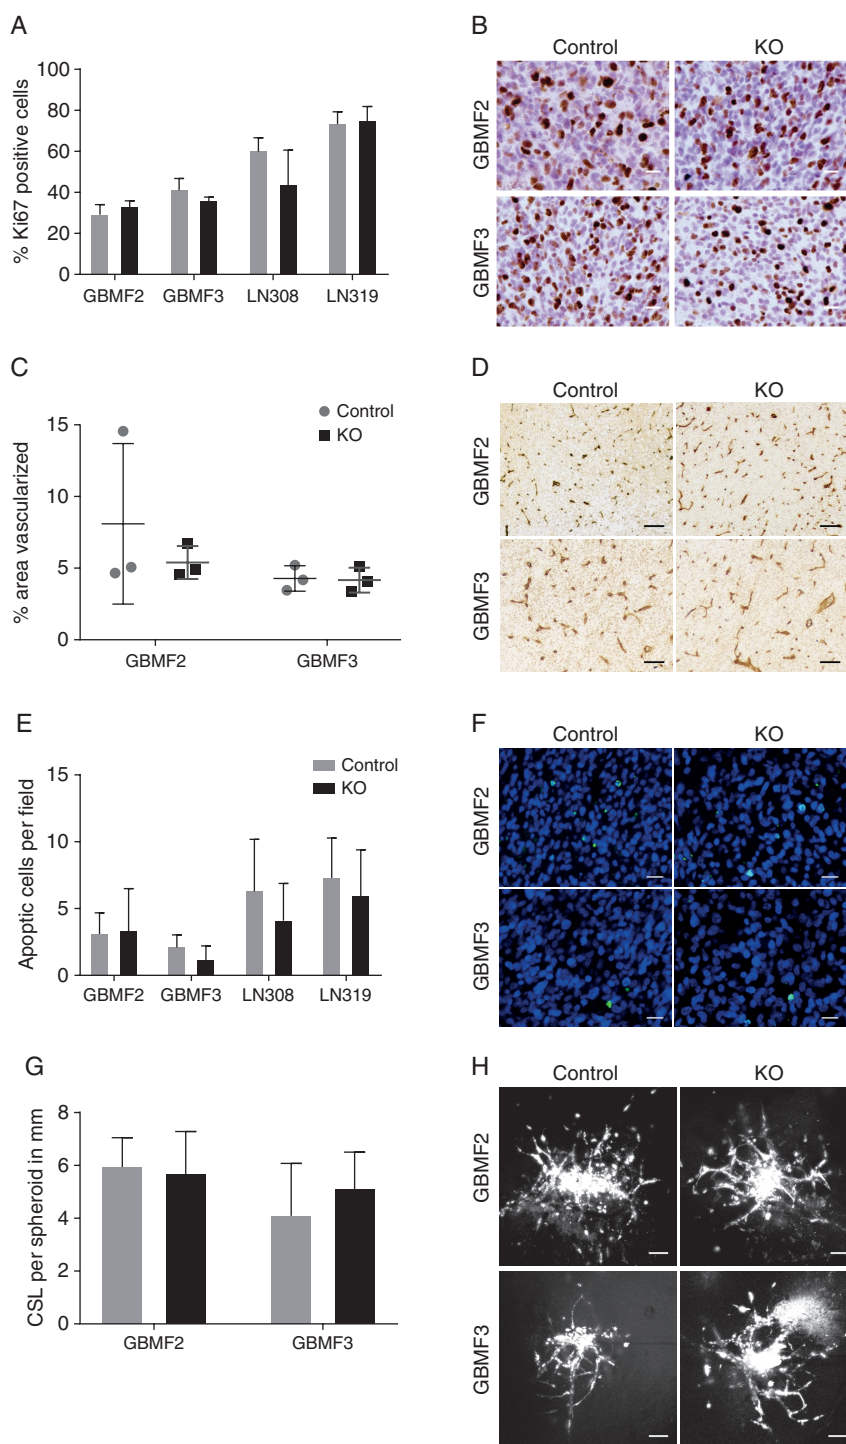 A
100
80
60
40
20
0
% Ki67 positive cells
GBMF2 GBMF3 LN308 LN319
B
Control KO
GBMF2
GBMF3
C
Control
KO
15
10
5
0
% area vascularized
GBMF2 GBMF3
D
Control KO
GBMF2
GBMF3
E
Control
KO
15
10
5
0
Apoptic cells per field
GBMF2 GBMF3 LN308 LN319
F
Control KO
GBMF2
GBMF3
G
8
6
4
2
0
CSL per spheroid in mm
GBMF2 GBMF3
H
Control KO
GBMF2
GBMF3